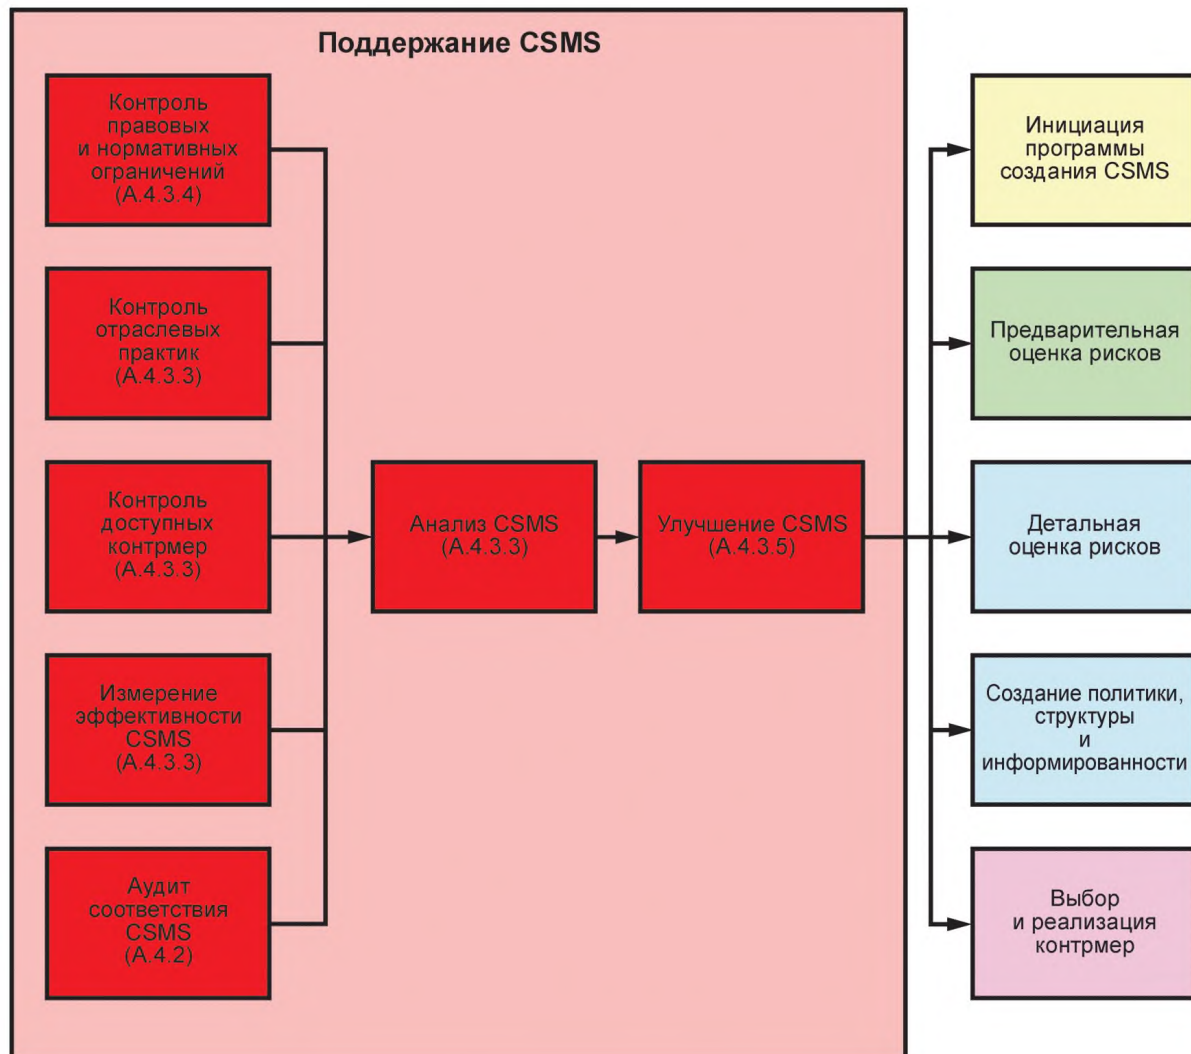 Поддержание CSMS
Контроль
правовых
и нормативных
ограничений
(A.4.3.4)
Контроль
отраслевых
практик
(A.4.3.3)
Контроль
доступных
контрмер
(A.4.3.3)
Измерение
эффективности
CSMS
(A.4.3.3)
Аудит
соответствия
CSMS
(A.4.2)
Анализ CSMS
(A.4.3.3)
Улучшение CSMS
(A.4.3.5)
Инициация
программы
создания CSMS
Предварительная
оценка рисков
Детальная
оценка рисков
Создание политики,
структуры
и
информированности
Выбор
и реализация
контрмер